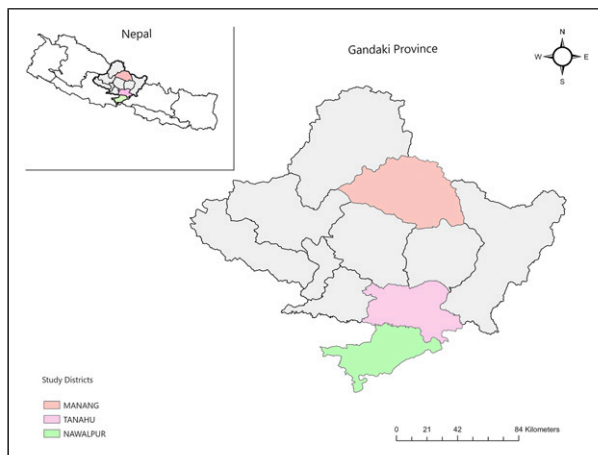 Nepal
Gandaki Province
N
W E
S
Study Districts
MANANG
TANAHU
NAWALPUR
0 21 42 84 Kilometers